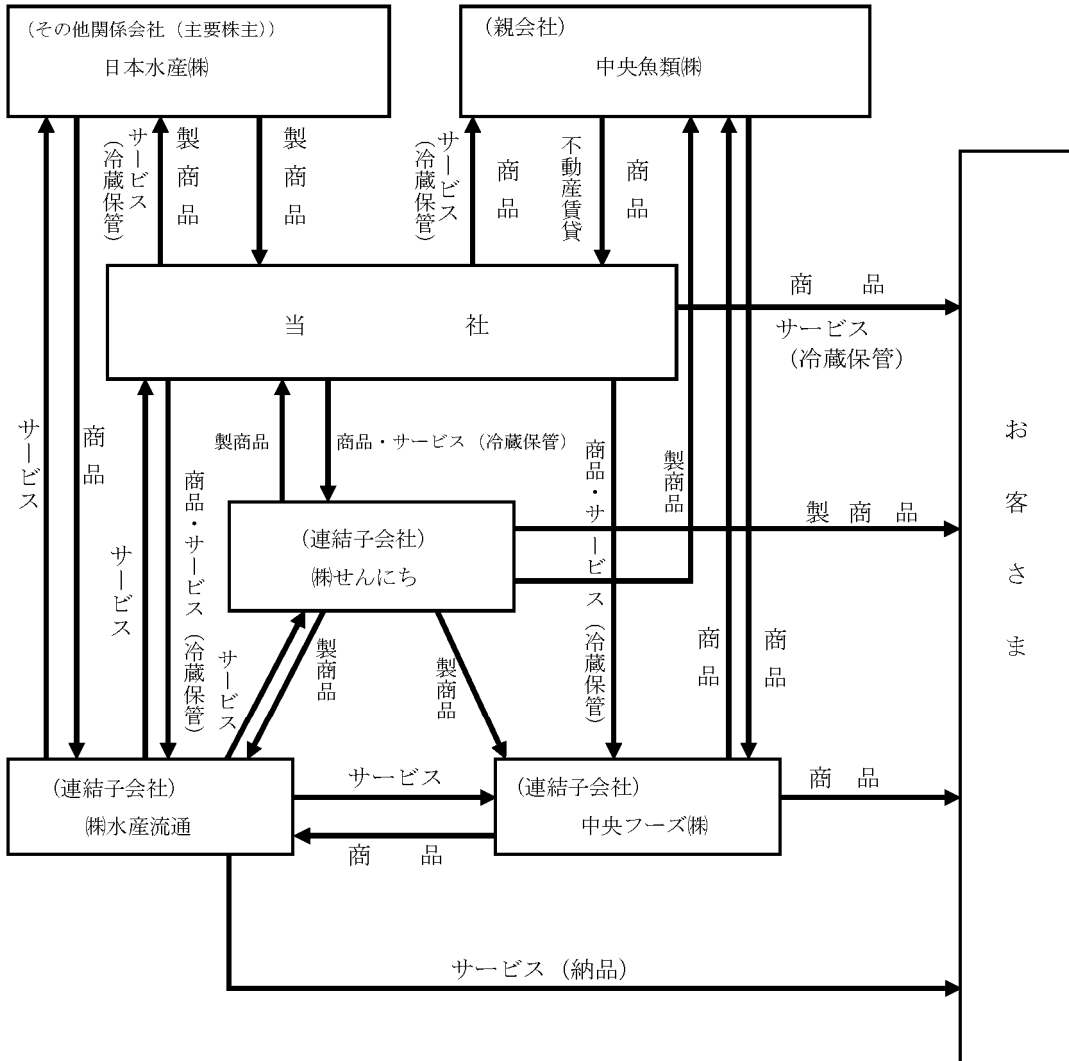 (その他関係会社（主要株主))
日本水産㈱
(親会社)
中央魚類㈱
サービス
(冷蔵保管)
製商品
製商品
サービス
(冷蔵保管)
商品
不動産賃貸
商品
当社
商品
サービス
（冷蔵保管）
サービス
商品
サービス
商品・サービス（冷蔵保管）
製商品
商品・サービス（冷蔵保管）
商品・サービス（冷蔵保管）
製商品
(連結子会社)
㈱せんにち
製商品
お客さま
サービス
製商品
製商品
商品
商品
(連結子会社)
㈱水産流通
サービス
商品
(連結子会社)
中央フーズ㈱
商品
サービス（納品）